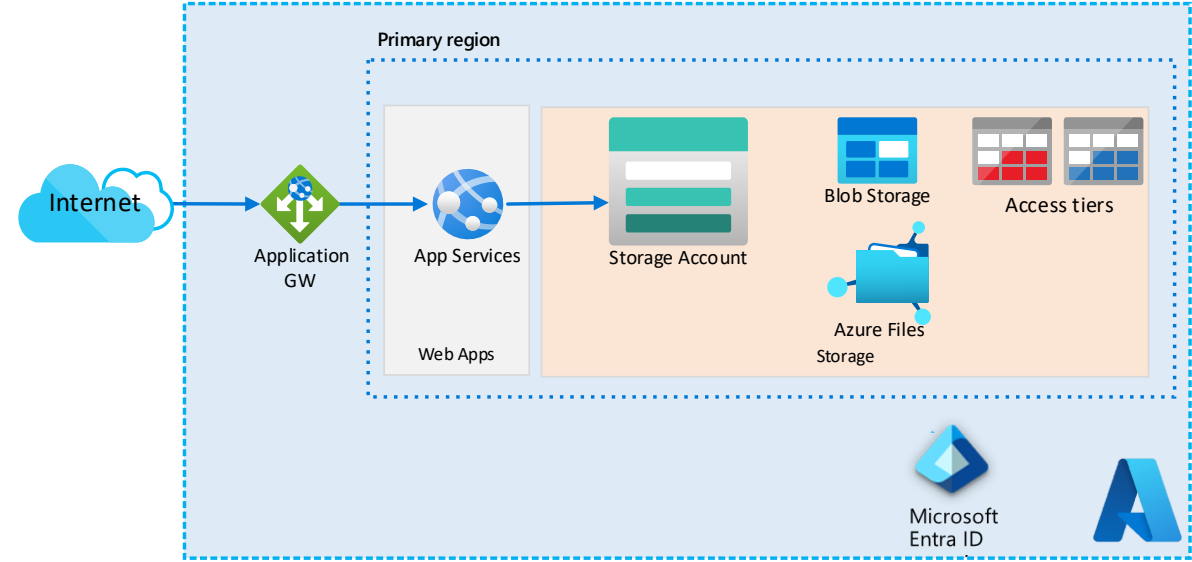 Primary region
Internet
Application
GW
App Services
Web Apps
Storage Account
Blob Storage
Access tiers
Azure Files
Storage
Microsoft
Entra ID